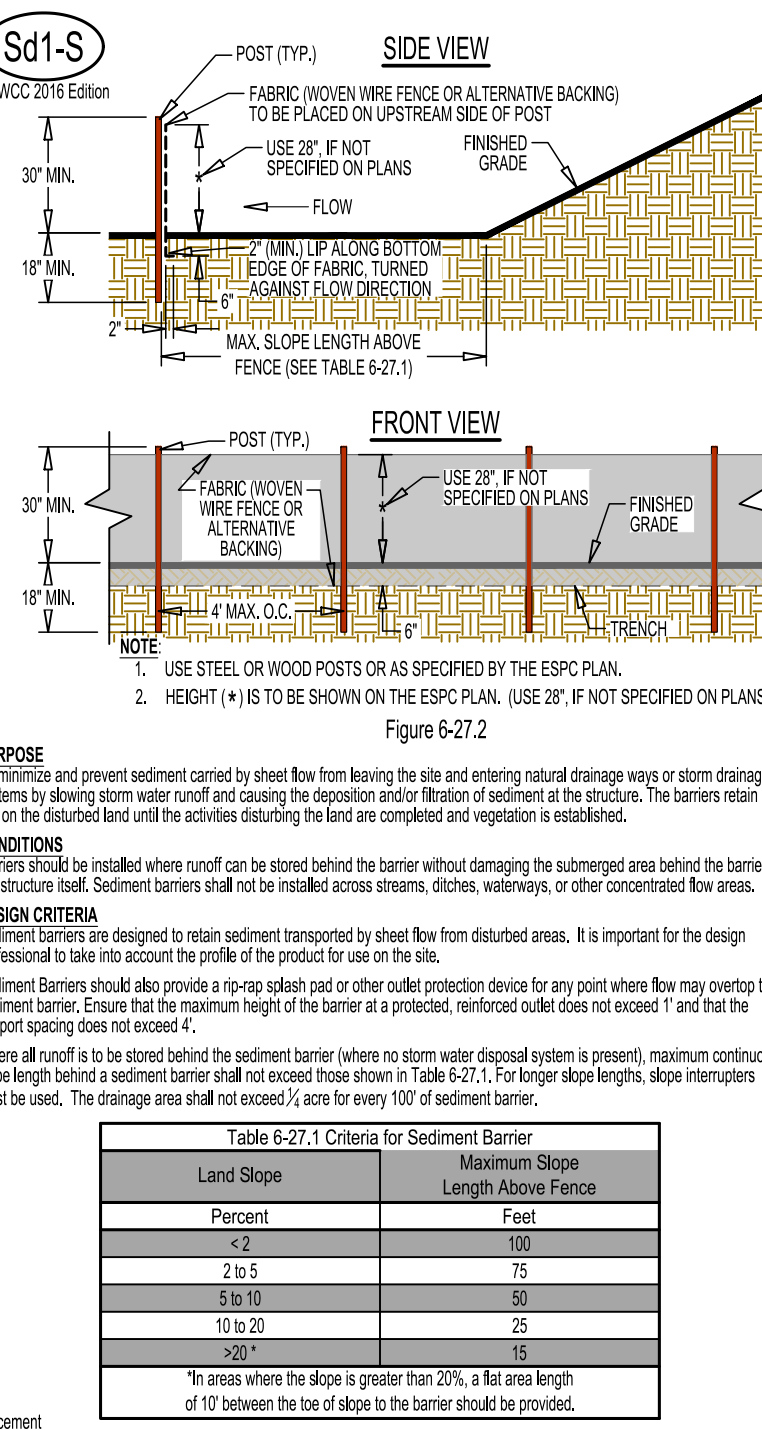 Sd1-S
WCC 2016 Edition
SIDE VIEW
POST (TYP.)
FABRIC (WOVEN WIRE FENCE OR ALTERNATIVE BACKING)
TO BE PLACED ON UPSTREAM SIDE OF POST
USE 28", IF NOT
SPECIFIED ON PLANS
FINISHED
GRADE
30" MIN.
*
FLOW
18" MIN.
2" (MIN.) LIP ALONG BOTTOM
EDGE OF FABRIC, TURNED
AGAINST FLOW DIRECTION
6"
2"
MAX. SLOPE LENGTH ABOVE
FENCE (SEE TABLE 6-27.1)
FRONT VIEW
POST (TYP.)
FABRIC (WOVEN
WIRE FENCE OR
ALTERNATIVE
BACKING)
USE 28", IF NOT
SPECIFIED ON PLANS
*
FINISHED
GRADE
30" MIN.
18" MIN.
4' MAX. O.C.
6"
TRENCH
NOTE:
1. USE STEEL OR WOOD POSTS OR AS SPECIFIED BY THE ESPC PLAN.
2. HEIGHT (*) IS TO BE SHOWN ON THE ESPC PLAN. (USE 28", IF NOT SPECIFIED ON PLANS
Figure 6-27.2
RPOSE
minimize and prevent sediment carried by sheet flow from leaving the site and entering natural drainage ways or storm drainag
tems by slowing storm water runoff and causing the deposition and/or filtration of sediment at the structure. The barriers retain
on the disturbed land until the activities disturbing the land are completed and vegetation is established.
NDITIONS
riers should be installed where runoff can be stored behind the barrier without damaging the submerged area behind the barrie
structure itself. Sediment barriers shall not be installed across streams, ditches, waterways, or other concentrated flow areas.
SIGN CRITERIA
diment barriers are designed to retain sediment transported by sheet flow from disturbed areas. It is important for the design
fessional to take into account the profile of the product for use on the site.
diment Barriers should also provide a rip-rap splash pad or other outlet protection device for any point where flow may overtop t
diment barrier. Ensure that the maximum height of the barrier at a protected, reinforced outlet does not exceed 1' and that the
port spacing does not exceed 4'.
ere all runoff is to be stored behind the sediment barrier (where no storm water disposal system is present), maximum continuo
pe length behind a sediment barrier shall not exceed those shown in Table 6-27.1. For longer slope lengths, slope interrupters
st be used. The drainage area shall not exceed 1/4 acre for every 100' of sediment barrier.
Table 6-27.1 Criteria for Sediment Barrier
Land Slope Maximum Slope
Length Above Fence
Percent Feet
< 2 100
2 to 5 75
5 to 10 50
10 to 20 25
>20 * 15
*In areas where the slope is greater than 20%, a flat area length
of 10' between the toe of slope to the barrier should be provided.
cement